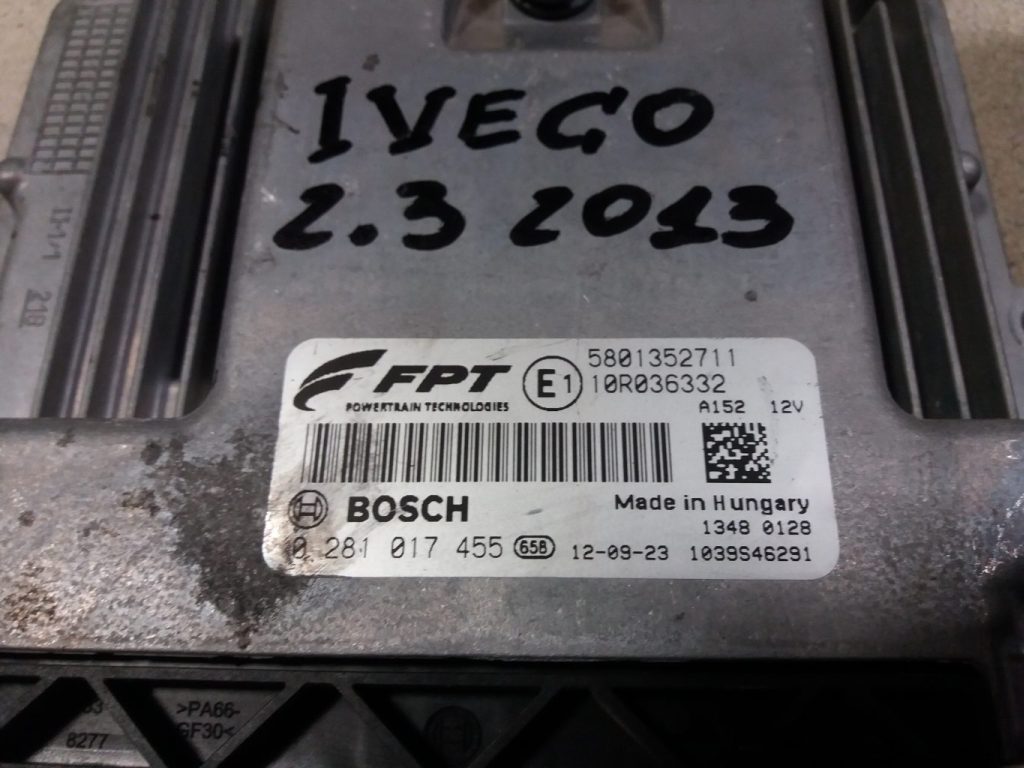 IVECO
2.3 2013
218
FPT
POWERTRAIN TECHNOLOGIES
E1
5801352711
10R036332
A152 12V
BOSCH
Made in Hungary
1348 0128
0 281 017 455 658 12-09-23 1039S46291
>PA66-
GF30<
8277